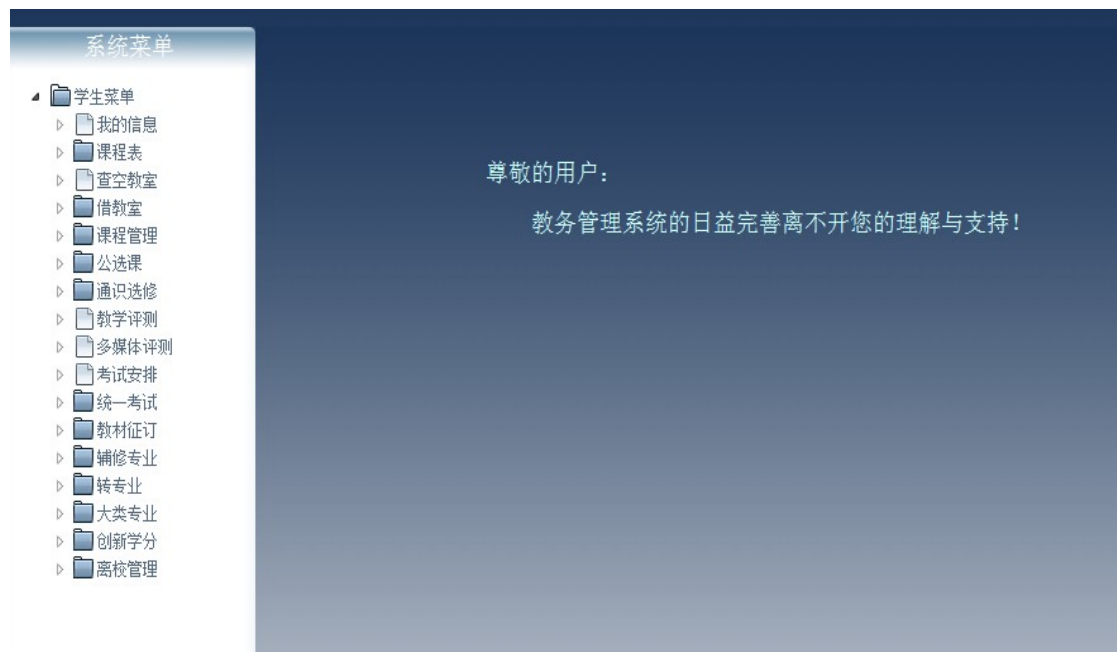 系统菜单
学生菜单
我的信息
课程表
查空教室
借教室
课程管理
公选课
通识选修
教学评测
多媒体评测
考试安排
统一考试
教材征订
辅修专业
转专业
大类专业
创新学分
离校管理
尊敬的用户：
教务管理系统的日益完善离不开您的理解与支持！